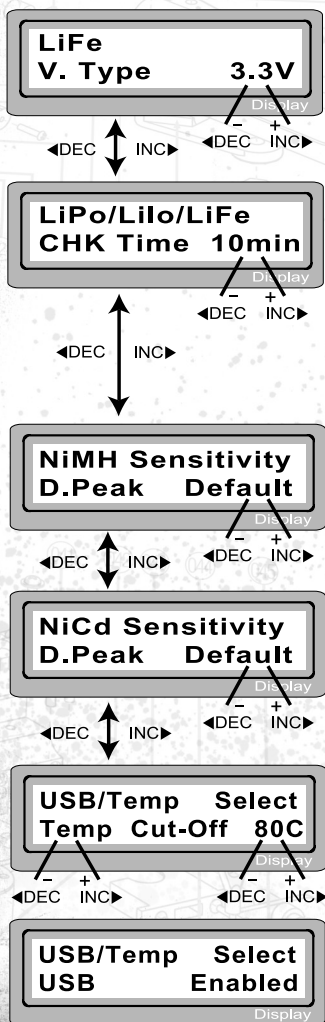 LiFe
V. Type 3.3V
Display
◀DEC INC▶ − +
◀DEC INC▶
LiPo/LiIo/LiFe
CHK Time 10min
Display
− +
◀DEC INC▶
◀DEC INC▶
NiMH Sensitivity
D.Peak Default
Display
− +
◀DEC INC▶ ◀DEC INC▶
NiCd Sensitivity
D.Peak Default
Display
− +
◀DEC INC▶ ◀DEC INC▶
USB/Temp Select
Temp Cut-Off 80C
Display
− + − +
◀DEC INC▶ ◀DEC INC▶
USB/Temp Select
USB Enabled
Display